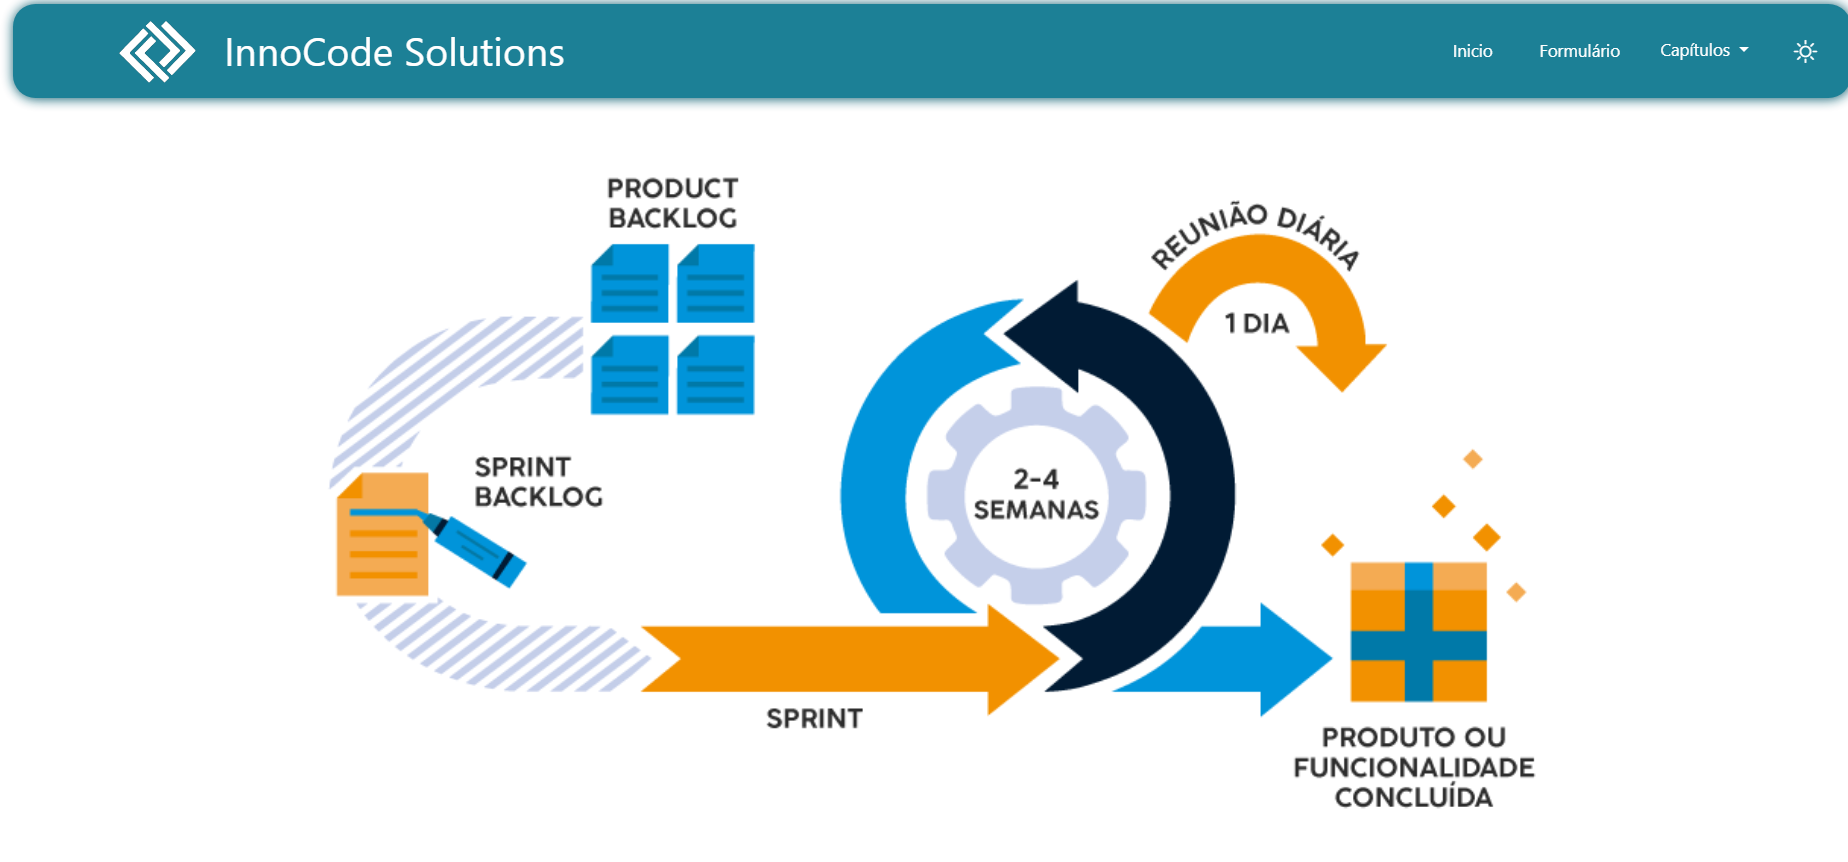 InnoCode Solutions
Inicio
Formulário
Capítulos
PRODUCT
BACKLOG
REUNIÃO DIÁRIA
1 DIA
SPRINT
BACKLOG
2-4
SEMANAS
SPRINT
PRODUTO OU
FUNCIONALIDADE
CONCLUÍDA